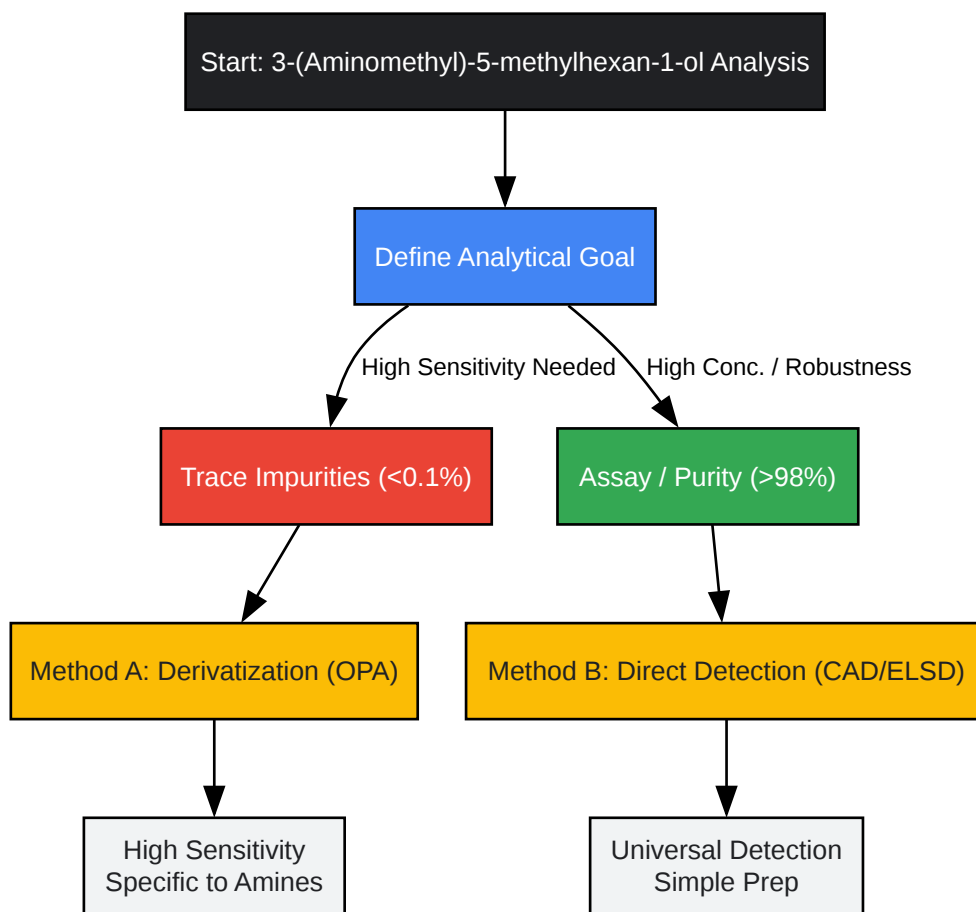 Start: 3-(Aminomethyl)-5-methylhexan-1-ol Analysis
Define Analytical Goal
High Sensitivity Needed
High Conc. / Robustness
Trace Impurities (<0.1%)
Assay / Purity (>98%)
Method A: Derivatization (OPA)
Method B: Direct Detection (CAD/ELSD)
High Sensitivity
Specific to Amines
Universal Detection
Simple Prep